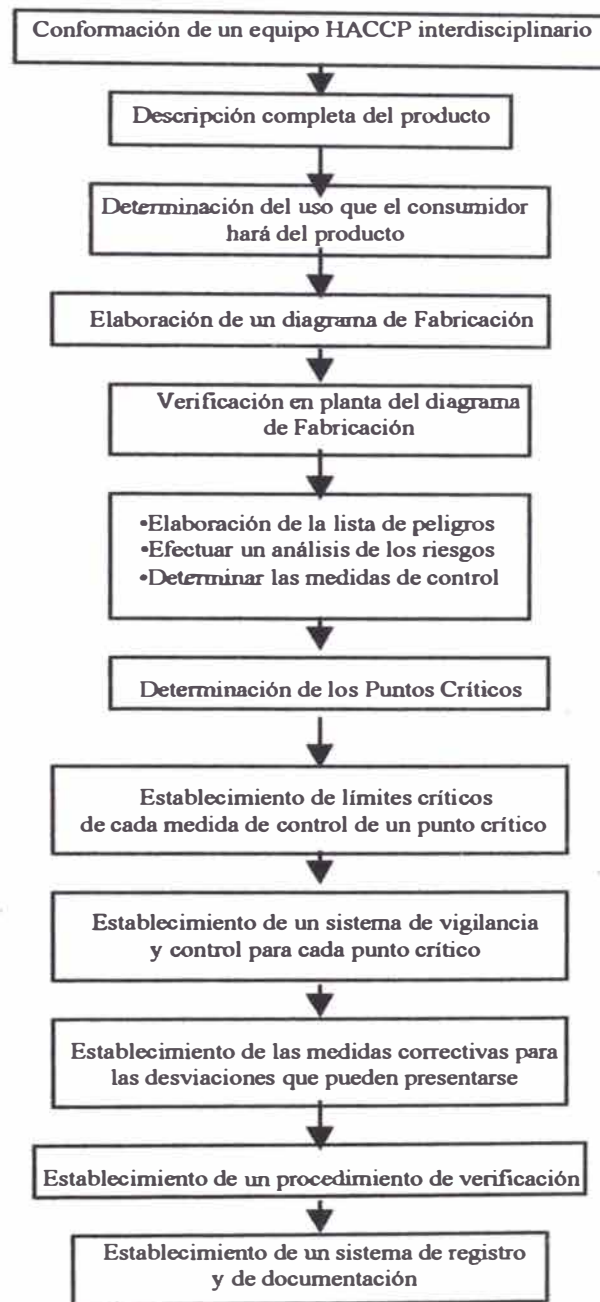 Conformación de un equipo HACCP interdisciplinario
Descripción completa del producto
Determinación del uso que el consumidor
hará del producto
Elaboración de un diagrama de Fabricación
Verificación en planta del diagrama
de Fabricación
•Elaboración de la lista de peligros
•Efectuar un análisis de los riesgos
•Determinar las medidas de control
Determinación de los Puntos Críticos
Establecimiento de límites críticos
de cada medida de control de un punto crítico
Establecimiento de un sistema de vigilancia
y control para cada punto crítico
Establecimiento de las medidas correctivas para
las desviaciones que pueden presentarse
Establecimiento de un procedimiento de verificación
Establecimiento de un sistema de registro
y de documentación